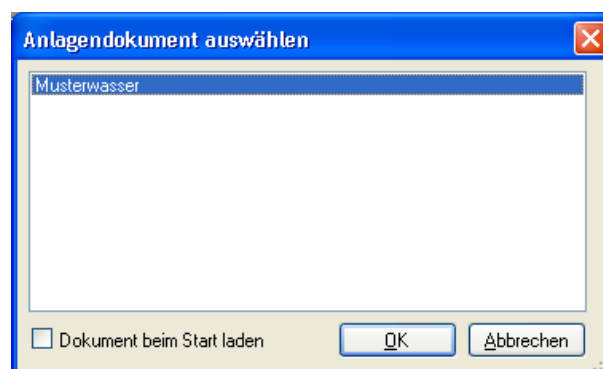 Anlagendokument auswählen
Musterwasser
Dokument beim Start laden
OK
Abbrechen